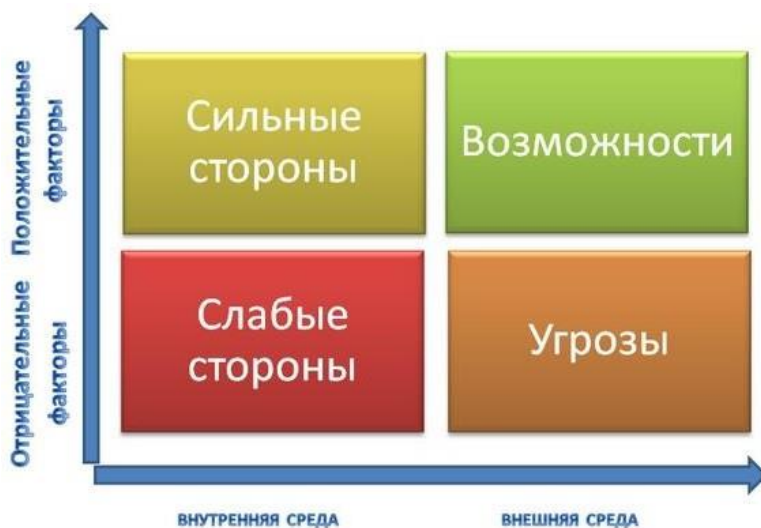 Положительные
факторы
Сильные
стороны
Возможности
Отрицательные
факторы
Слабые
стороны
Угрозы
ВНУТРЕННЯЯ СРЕДА
ВНЕШНЯЯ СРЕДА